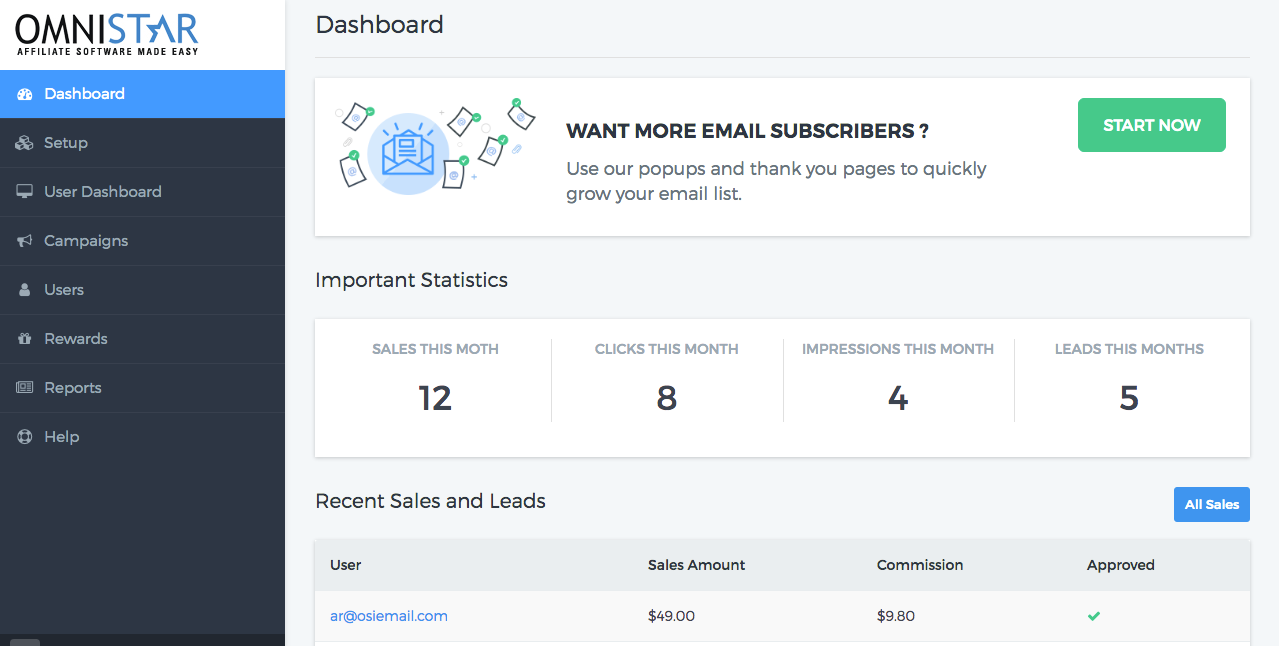 OMNISTAR
AFFILIATE SOFTWARE MADE EASY
Dashboard
Setup
User Dashboard
Campaigns
Users
Rewards
Reports
Help
Dashboard
WANT MORE EMAIL SUBSCRIBERS ?
Use our popups and thank you pages to quickly
grow your email list.
START NOW
Important Statistics
SALES THIS MOTH
12
CLICKS THIS MONTH
8
IMPRESSIONS THIS MONTH
4
LEADS THIS MONTHS
5
Recent Sales and Leads
All Sales
User Sales Amount Commission Approved
ar@osiemail.com $49.00 $9.80